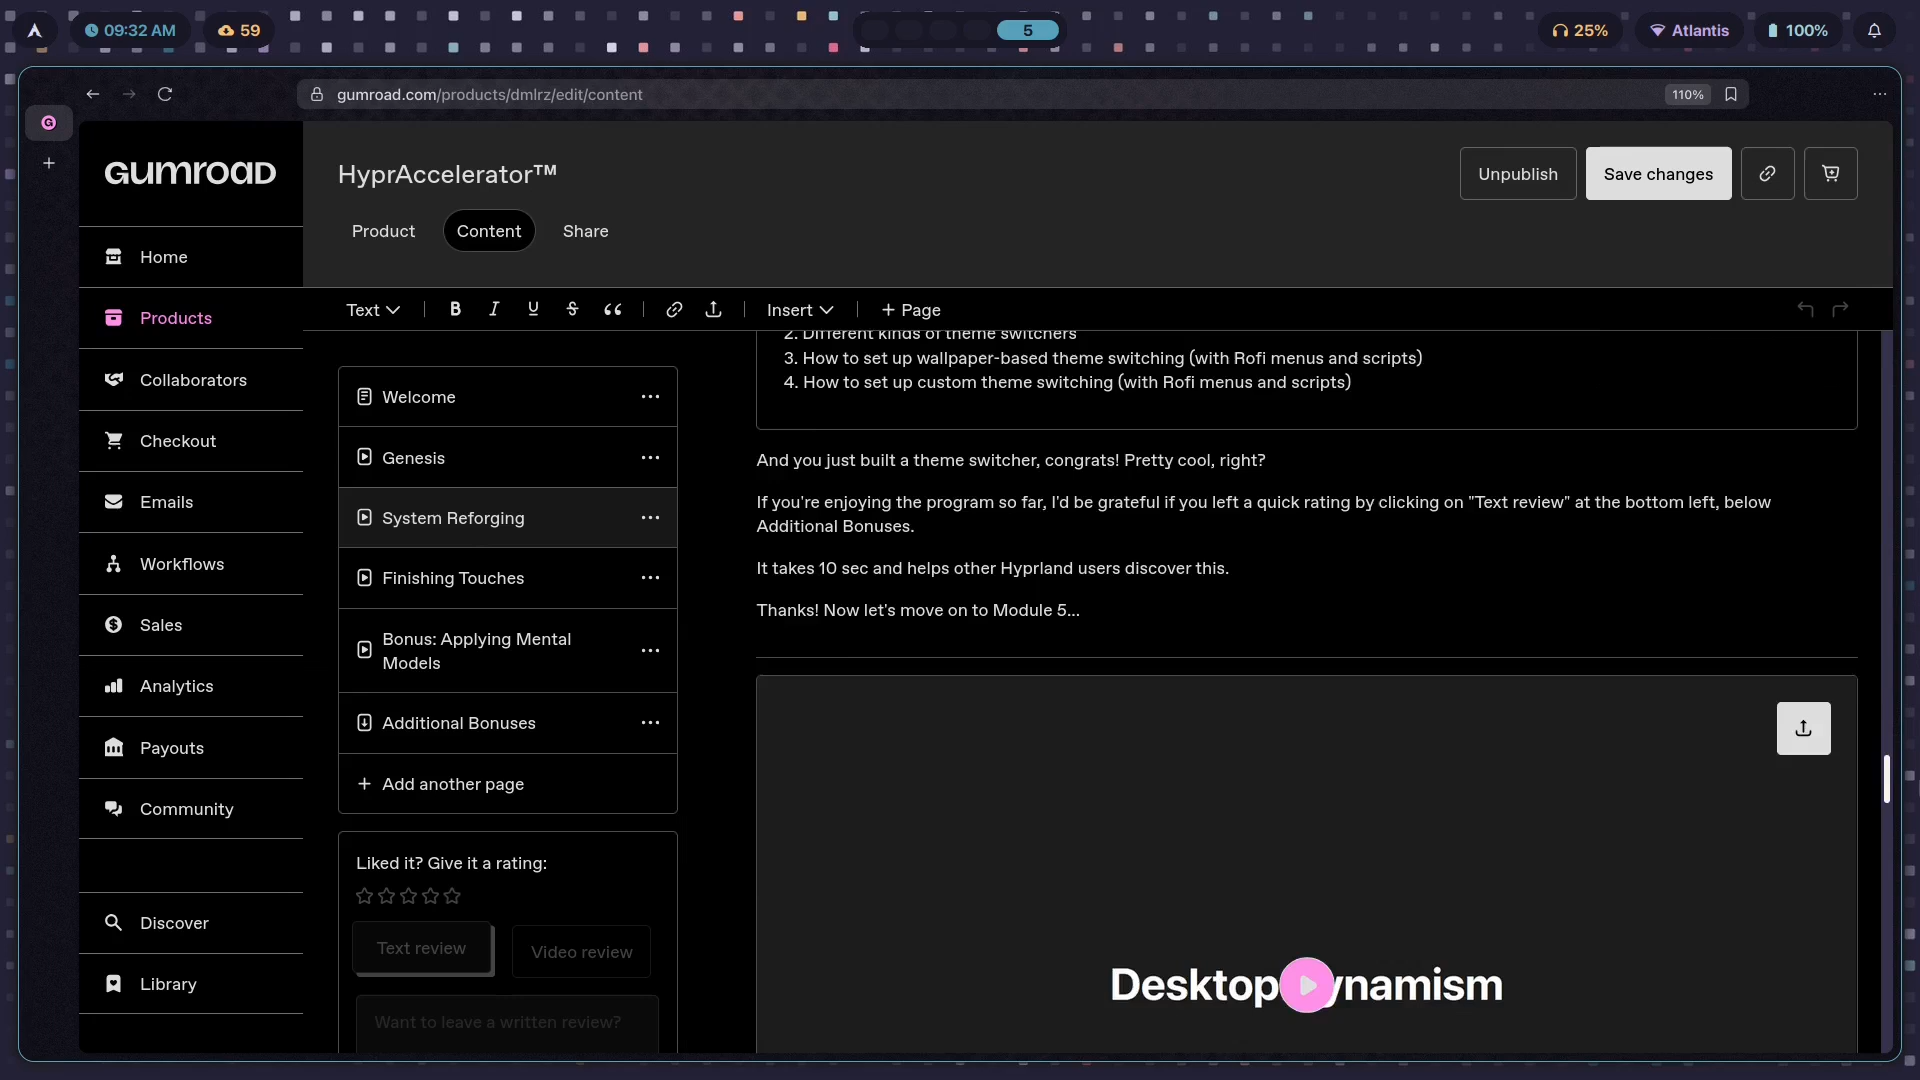 09:32 AM
59
5
25%
Atlantis
100%
gumroad.com/products/dmlrz/edit/content
110%
G
GUMROAD
HyprAccelerator™
Unpublish
Save changes
Product
Content
Share
Home
Products
Collaborators
Checkout
Emails
Workflows
Sales
Analytics
Payouts
Community
Discover
Library
Text
B
I
U
S
Insert
+ Page
Welcome
Genesis
System Reforging
Finishing Touches
Bonus: Applying Mental
Models
Additional Bonuses
+ Add another page
Liked it? Give it a rating:
Text review
Video review
Want to leave a written review?
2. Different kinds of theme switchers
3. How to set up wallpaper-based theme switching (with Rofi menus and scripts)
4. How to set up custom theme switching (with Rofi menus and scripts)
And you just built a theme switcher, congrats! Pretty cool, right?
If you're enjoying the program so far, I'd be grateful if you left a quick rating by clicking on "Text review" at the bottom left, below
Additional Bonuses.
It takes 10 sec and helps other Hyprland users discover this.
Thanks! Now let's move on to Module 5...
Desktop ynamism